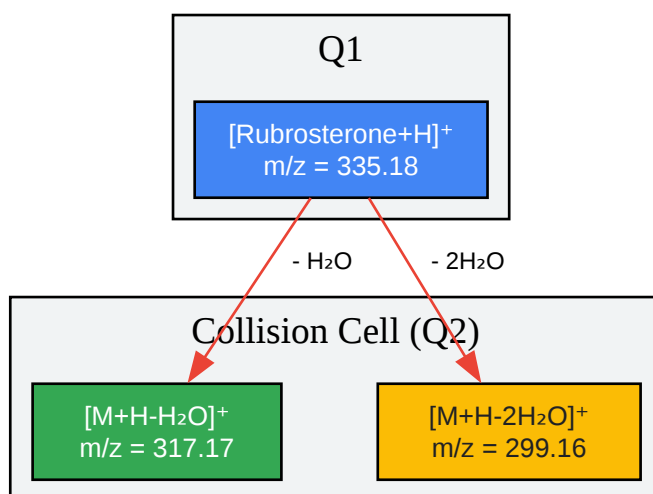 Q1
[Rubrosterone+H]⁺
m/z = 335.18
- H₂O
- 2H₂O
Collision Cell (Q2)
[M+H-H₂O]⁺
m/z = 317.17
[M+H-2H₂O]⁺
m/z = 299.16